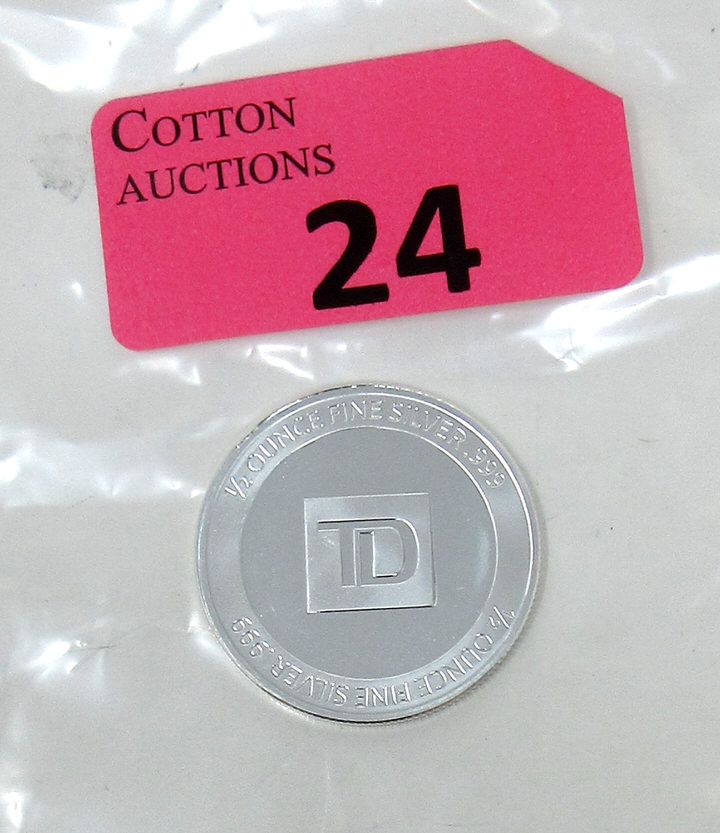 COTTON
AUCTIONS
24
½ OUNCE FINE SILVER .999
TD
½ OUNCE FINE SILVER .999